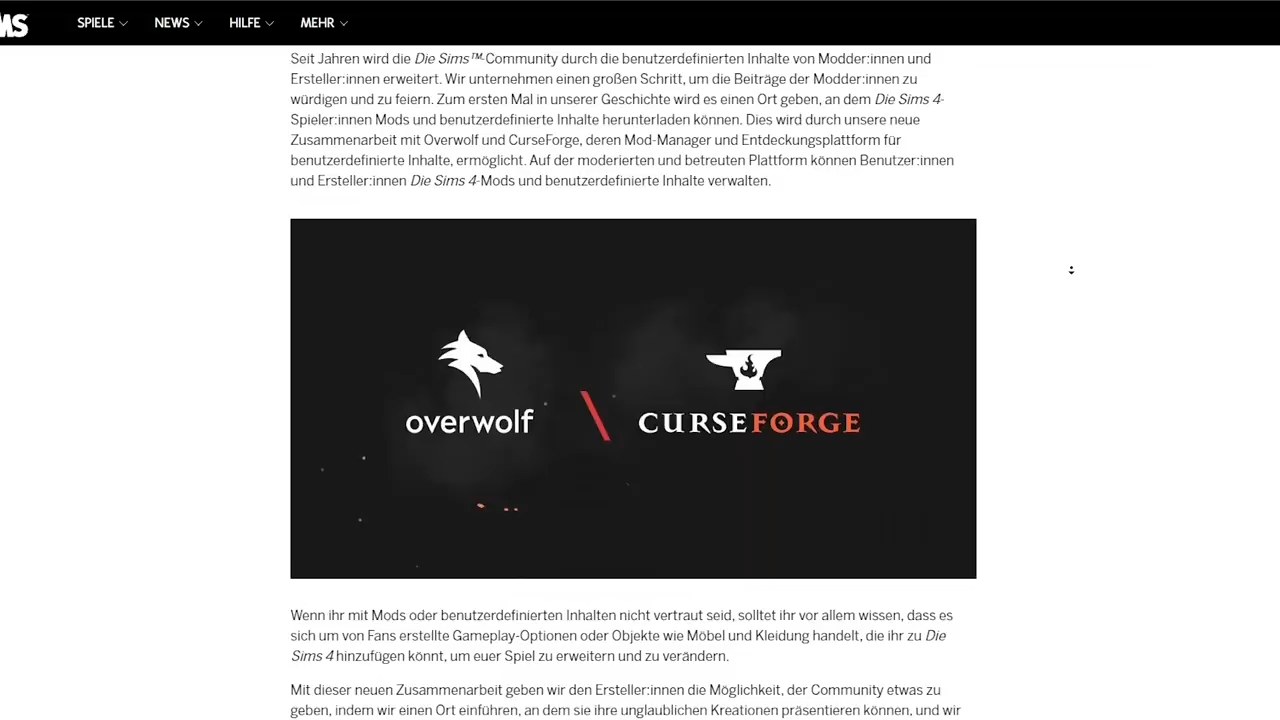 MS SPIELE NEWS HILFE MEHR
Seit Jahren wird die Die Sims™-Community durch die benutzerdefinierten Inhalte von Modder:innen und
Ersteller:innen erweitert. Wir unternehmen einen großen Schritt, um die Beiträge der Modder:innen zu
würdigen und zu feiern. Zum ersten Mal in unserer Geschichte wird es einen Ort geben, an dem Die Sims 4-
Spieler:innen Mods und benutzerdefinierte Inhalte herunterladen können. Dies wird durch unsere neue
Zusammenarbeit mit Overwolf und CurseForge, deren Mod-Manager und Entdeckungsplattform für
benutzerdefinierte Inhalte, ermöglicht. Auf der moderierten und betreuten Plattform können Benutzer:innen
und Ersteller:innen Die Sims 4-Mods und benutzerdefinierte Inhalte verwalten.
overwolf \ CURSEFORGE
Wenn ihr mit Mods oder benutzerdefinierten Inhalten nicht vertraut seid, solltet ihr vor allem wissen, dass es
sich um von Fans erstellte Gameplay-Optionen oder Objekte wie Möbel und Kleidung handelt, die ihr zu Die
Sims 4 hinzufügen könnt, um euer Spiel zu erweitern und zu verändern.
Mit dieser neuen Zusammenarbeit geben wir den Ersteller:innen die Möglichkeit, der Community etwas zu
geben, indem wir einen Ort einführen, an dem sie ihre unglaublichen Kreationen präsentieren können, und wir